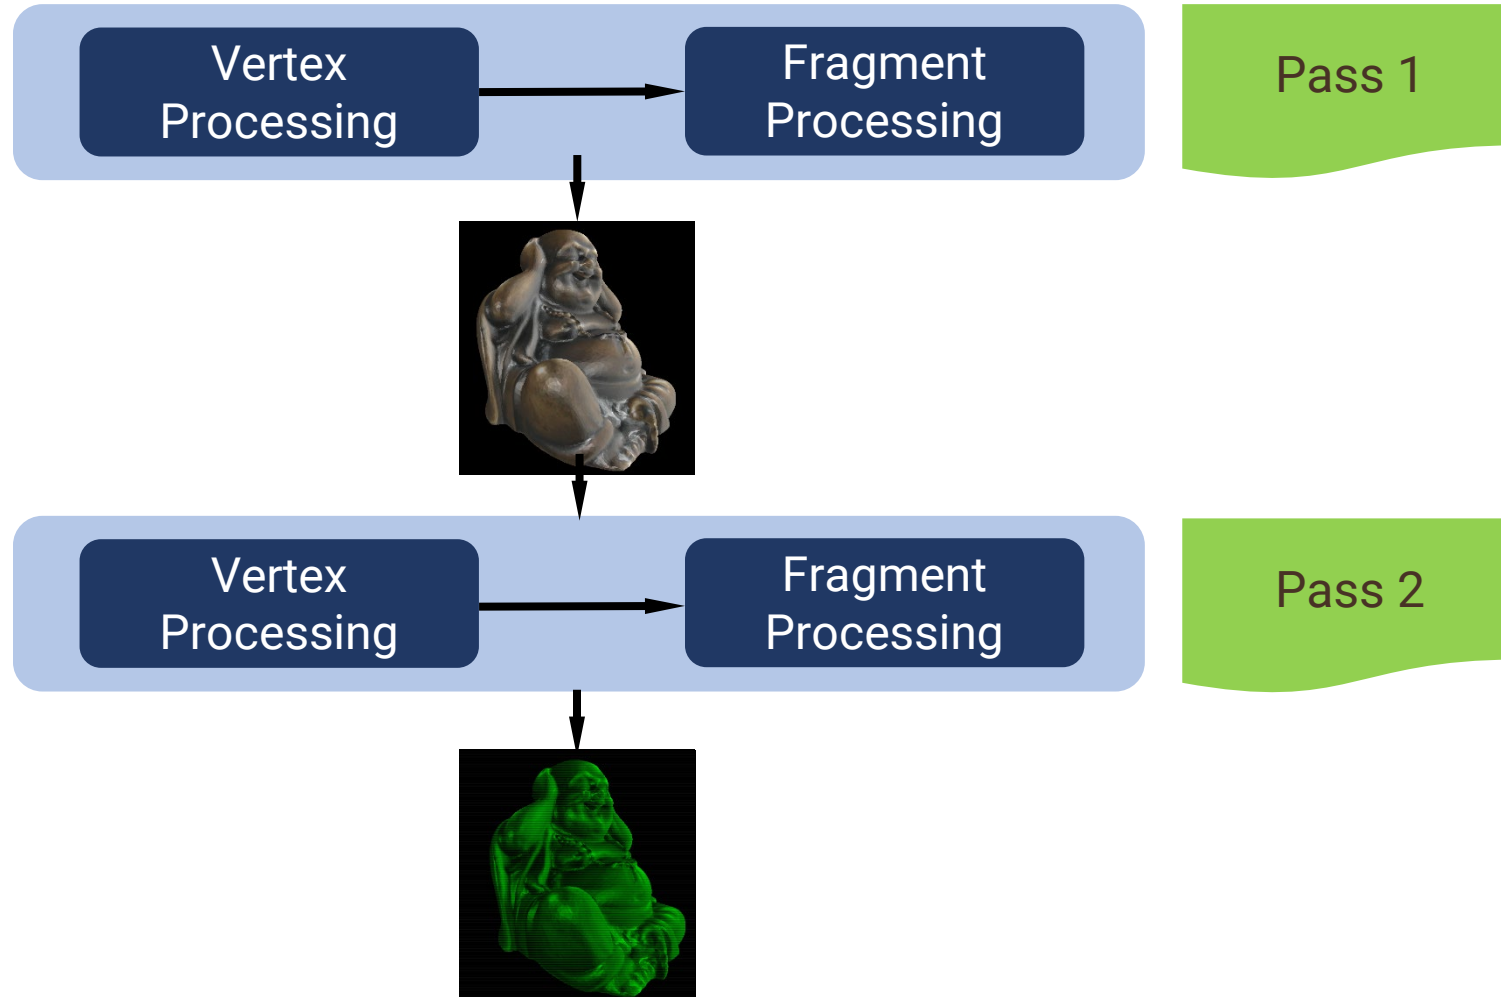 Vertex
Processing
Fragment
Processing
Pass 1
Vertex
Processing
Fragment
Processing
Pass 2